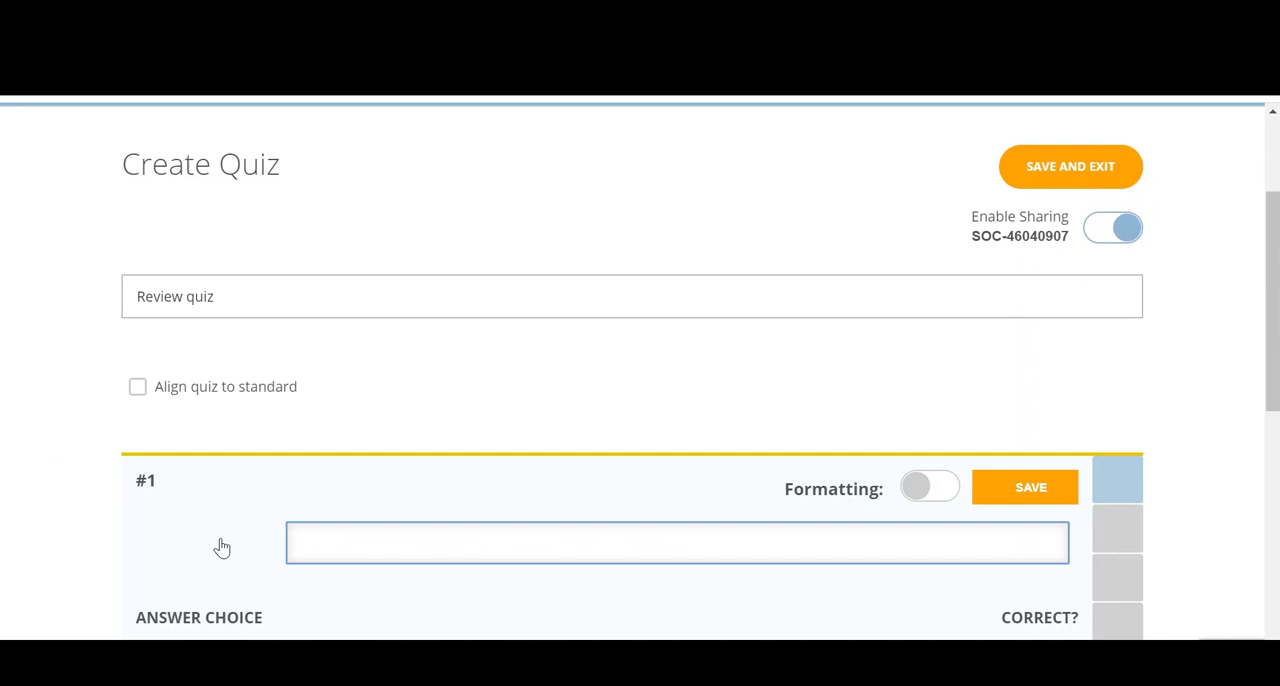 Create Quiz
SAVE AND EXIT
Enable Sharing
SOC-46040907
Review quiz
Align quiz to standard
#1
Formatting:
SAVE
ANSWER CHOICE
CORRECT?